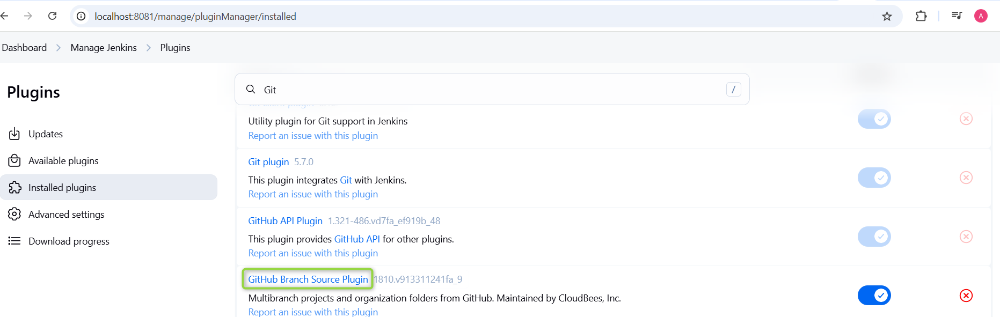 localhost:8081/manage/pluginManager/installed
A
Dashboard > Manage Jenkins > Plugins
Plugins
Updates
Available plugins
Installed plugins
Advanced settings
Download progress
Git
/
Git client plugin
Utility plugin for Git support in Jenkins
Report an issue with this plugin
Git plugin 5.7.0
This plugin integrates Git with Jenkins.
Report an issue with this plugin
GitHub API Plugin 1.321-486.vd7fa_ef919b_48
This plugin provides GitHub API for other plugins.
Report an issue with this plugin
GitHub Branch Source Plugin 1810.v913311241fa_9
Multibranch projects and organization folders from GitHub. Maintained by CloudBees, Inc.
Report an issue with this plugin